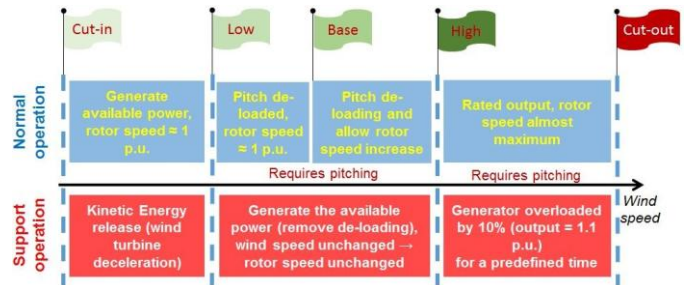 Cut-in
Low
Base
High
Cut-out
Normal
operation
Generate
available power,
rotor speed ≈ 1
p.u.
Pitch de-
loaded,
rotor speed
≈ 1 p.u.
Pitch de-
loading and
allow rotor
speed increase
Rated output, rotor
speed almost
maximum
Requires pitching
Requires pitching
Wind
speed
Support
operation
Kinetic Energy
release (wind
turbine
deceleration)
Generate the available
power (remove de-loading),
wind speed unchanged →
rotor speed unchanged
Generator overloaded
by 10% (output = 1.1
p.u.)
for a predefined time